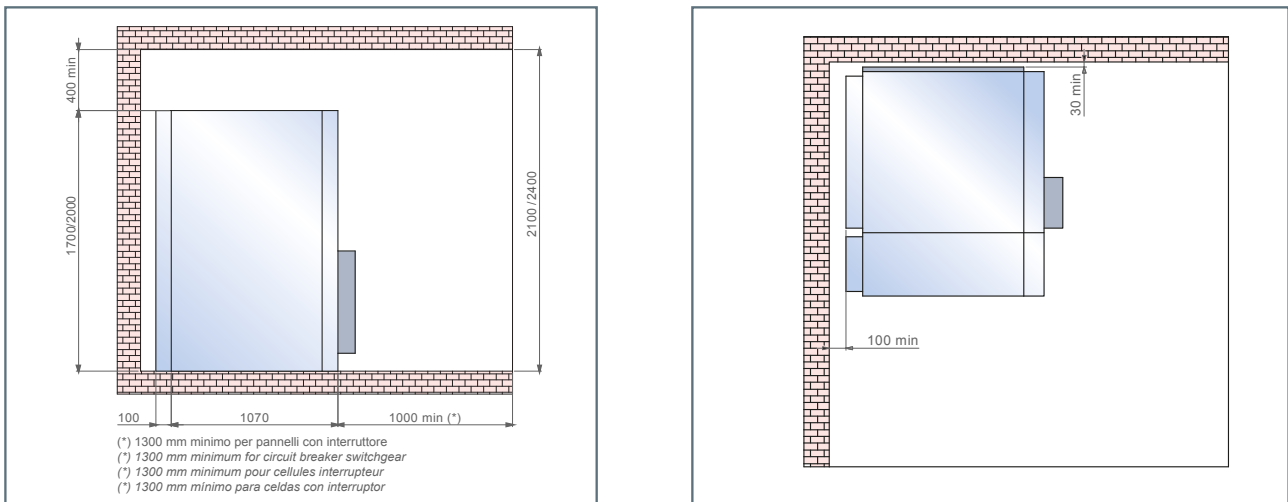 400 min
1700/2000
2100/2400
100
1070
1000 min (*)
(*) 1300 mm minimo per pannelli con interruttore
(*) 1300 mm minimum for circuit breaker switchgear
(*) 1300 mm minimum pour cellules interrupteur
(*) 1300 mm mínimo para celdas con interruptor
30 min
100 min